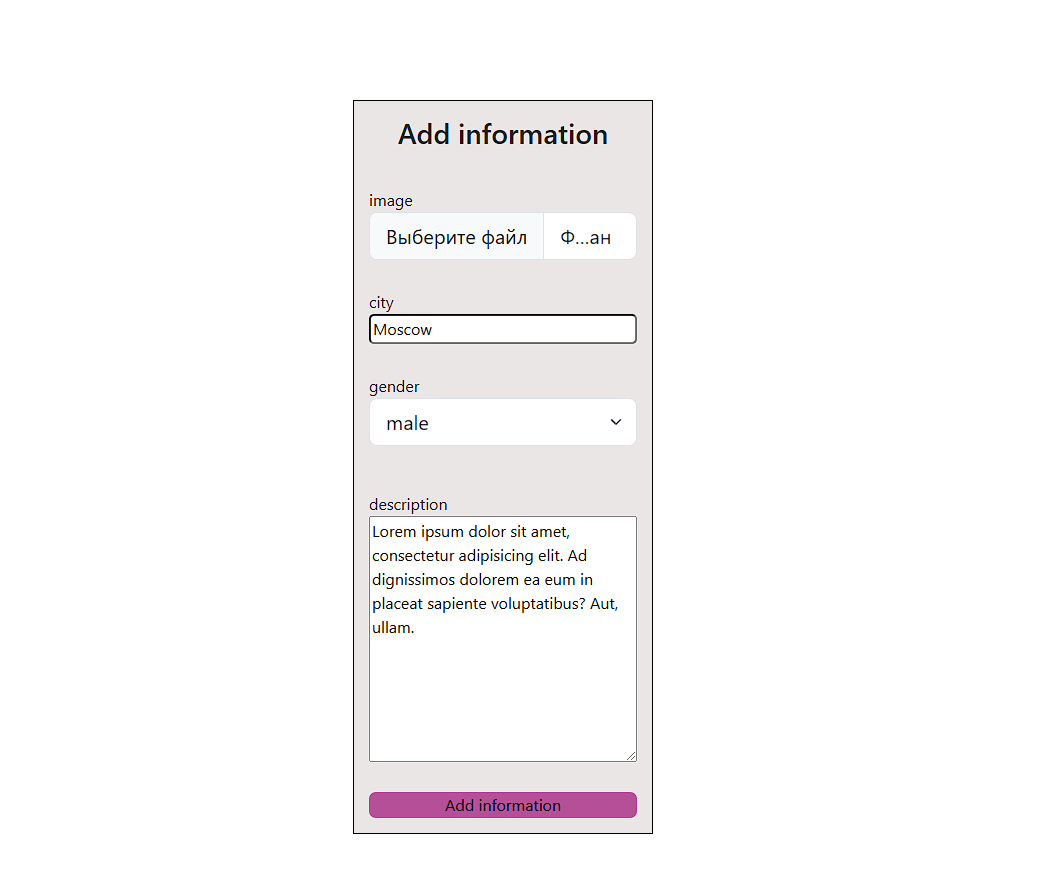 Add information
image
Выберите файл Ф...ан
city
Moscow
gender
male
description
Lorem ipsum dolor sit amet,
consectetur adipisicing elit. Ad
dignissimos dolorem ea eum in
placeat sapiente voluptatibus? Aut,
ullam.
Add information